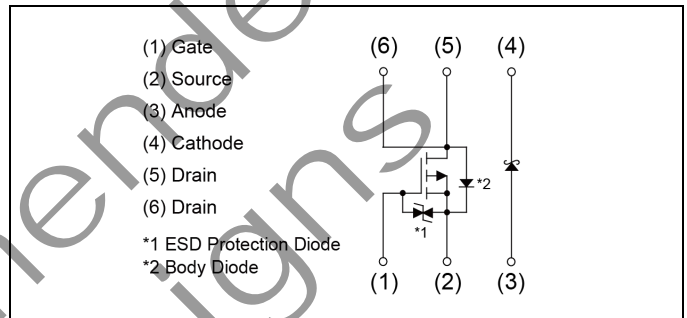 (1) Gate
(2) Source
(3) Anode
(4) Cathode
(5) Drain
(6) Drain
*1 ESD Protection Diode
*2 Body Diode
(6) (5) (4)
*2
*1
(1) (2) (3)